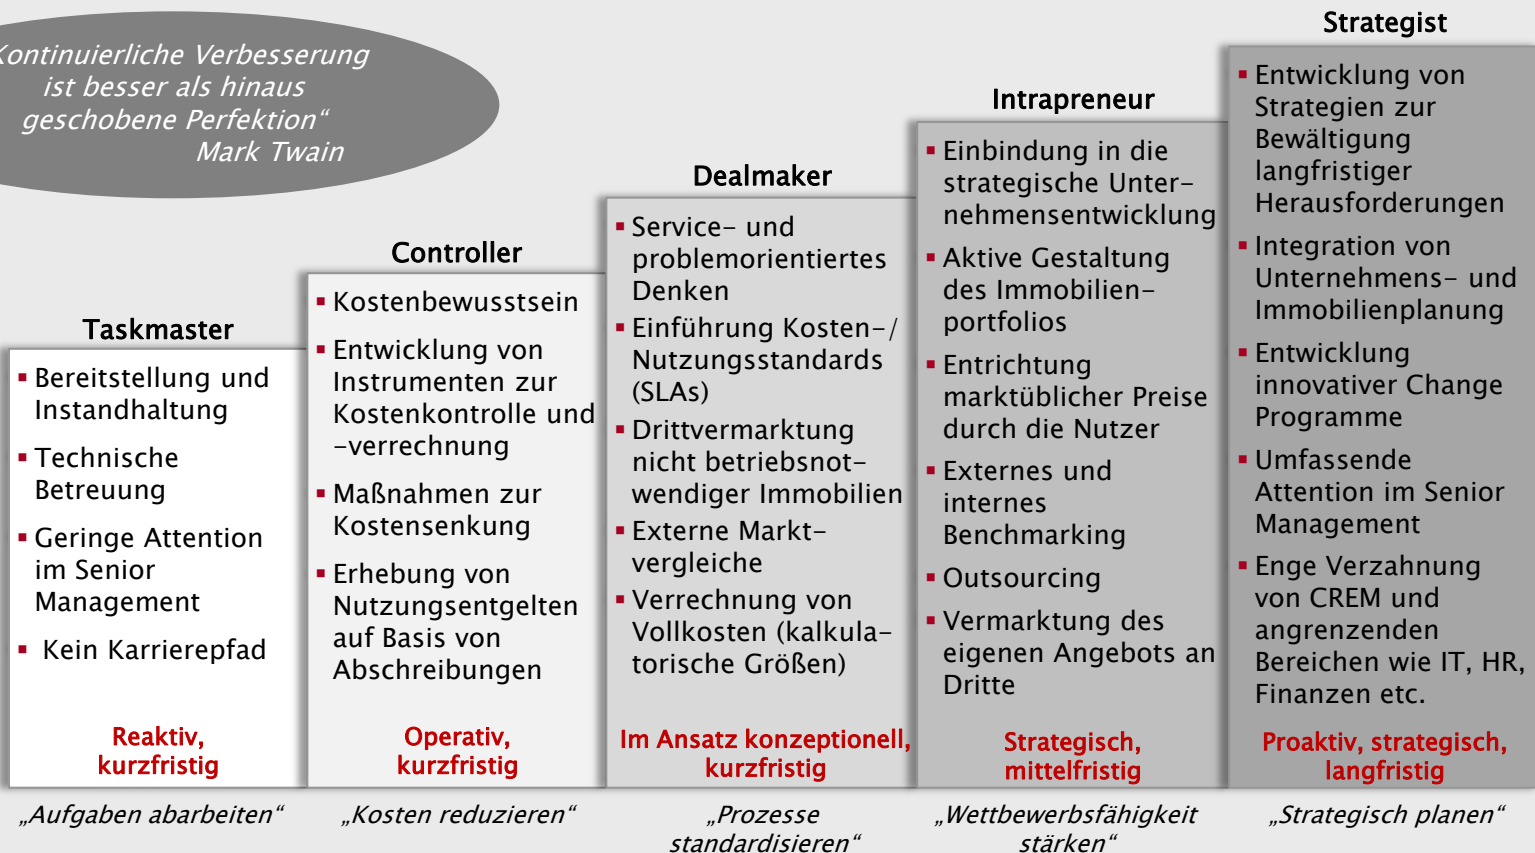 Kontinuierliche Verbesserung
ist besser als hinaus
geschobene Perfektion“
Mark Twain
Taskmaster
▪ Bereitstellung und
Instandhaltung
▪ Technische
Betreuung
▪ Geringe Attention
im Senior
Management
▪ Kein Karrierepfad
Reaktiv,
kurzfristig
„Aufgaben abarbeiten“
Controller
▪ Kostenbewusstsein
▪ Entwicklung von
Instrumenten zur
Kostenkontrolle und
-verrechnung
▪ Maßnahmen zur
Kostensenkung
▪ Erhebung von
Nutzungsentgelten
auf Basis von
Abschreibungen
Operativ,
kurzfristig
„Kosten reduzieren“
Dealmaker
▪ Service- und
problemorientiertes
Denken
▪ Einführung Kosten-/
Nutzungsstandards
(SLAs)
▪ Drittvermarktung
nicht betriebsnot-
wendiger Immobilien
▪ Externe Markt-
vergleiche
▪ Verrechnung von
Vollkosten (kalkula-
torische Größen)
Im Ansatz konzeptionell,
kurzfristig
„Prozesse
standardisieren“
Intrapreneur
▪ Einbindung in die
strategische Unter-
nehmensentwicklung
▪ Aktive Gestaltung
des Immobilien-
portfolios
▪ Entrichtung
marktüblicher Preise
durch die Nutzer
▪ Externes und
internes
Benchmarking
▪ Outsourcing
▪ Vermarktung des
eigenen Angebots an
Dritte
Strategisch,
mittelfristig
„Wettbewerbsfähigkeit
stärken“
Strategist
▪ Entwicklung von
Strategien zur
Bewältigung
langfristiger
Herausforderungen
▪ Integration von
Unternehmens- und
Immobilienplanung
▪ Entwicklung
innovativer Change
Programme
▪ Umfassende
Attention im Senior
Management
▪ Enge Verzahnung
von CREM und
angrenzenden
Bereichen wie IT, HR,
Finanzen etc.
Proaktiv, strategisch,
langfristig
„Strategisch planen“